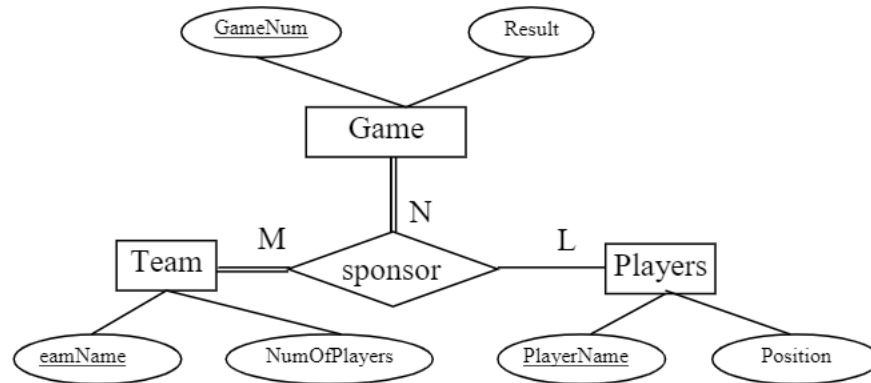 GameNum
Result
Game
N
M
L
Team
sponsor
Players
eamName
NumOfPlayers
PlayerName
Position